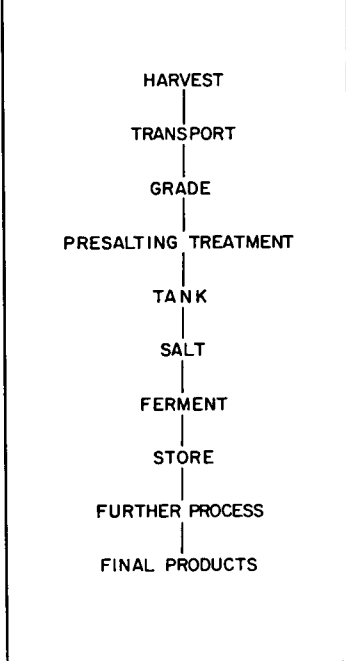 HARVEST
TRANSPORT
GRADE
PRESALTING TREATMENT
TANK
SALT
FERMENT
STORE
FURTHER PROCESS
FINAL PRODUCTS